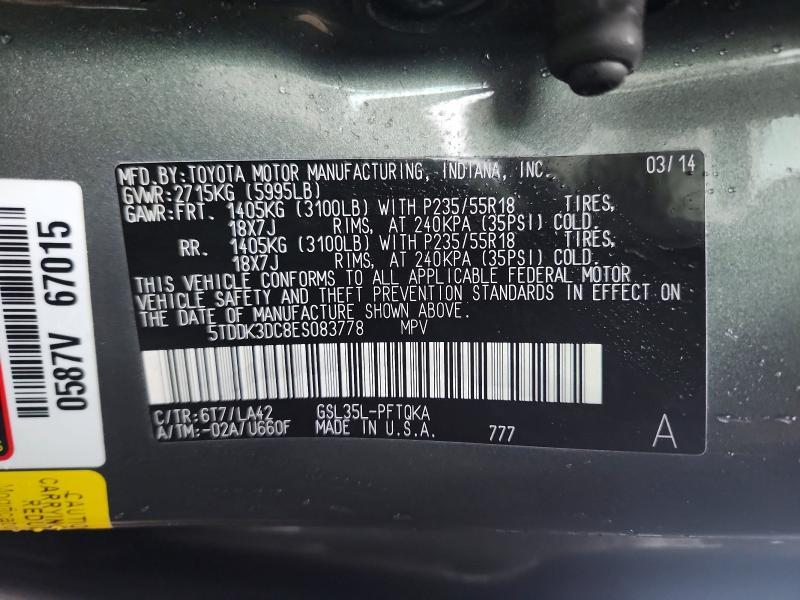 MFD.BY:TOYOTA MOTOR MANUFACTURING, INDIANA, INC. 03/14
GVWR:2715KG (5995LB)
GAWR:FRT. 1405KG (3100LB) WITH P235/55R18 TIRES,
18X7J RIMS, AT 240KPA (35PSI) COLD.
RR. 1405KG (3100LB) WITH P235/55R18 TIRES,
18X7J RIMS, AT 240KPA (35PSI) COLD.
THIS VEHICLE CONFORMS TO ALL APPLICABLE FEDERAL MOTOR
VEHICLE SAFETY AND THEFT PREVENTION STANDARDS IN EFFECT ON
THE DATE OF MANUFACTURE SHOWN ABOVE.
5TDDK3DC8ES083778 MPV
C/TR:6T7/LA42 GSL35L-PFTQKA
A/TM:-02A/U660F MADE IN U.S.A. 777 A
0587V 67015
CAUT
CARRYIN
REDU
Modificat